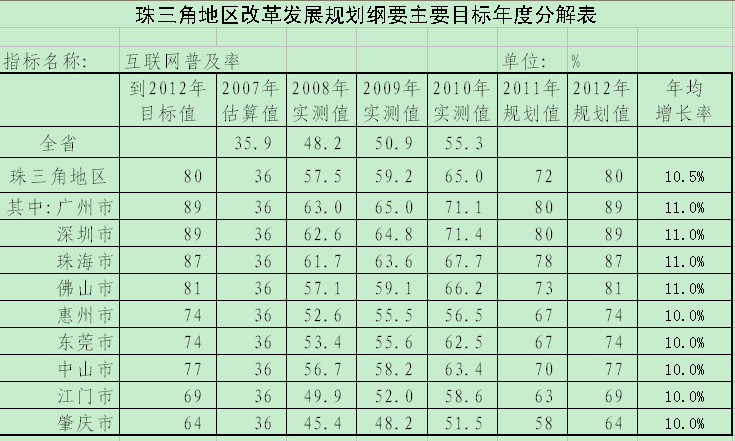 珠三角地区改革发展规划纲要主要目标年度分解表
指标名称: 互联网普及率 单位: %
到2012年目标值 2007年估算值 2008年实测值 2009年实测值 2010年实测值 2011年规划值 2012年规划值 年均增长率
全省 35.9 48.2 50.9 55.3
珠三角地区 80 36 57.5 59.2 65.0 72 80 10.5%
其中:广州市 89 36 63.0 65.0 71.1 80 89 11.0%
深圳市 89 36 62.6 64.8 71.4 80 89 11.0%
珠海市 87 36 61.7 63.6 67.7 78 87 11.0%
佛山市 81 36 57.1 59.1 66.2 73 81 11.0%
惠州市 74 36 52.6 55.5 56.5 67 74 10.0%
东莞市 74 36 53.4 55.6 62.5 67 74 10.0%
中山市 77 36 56.7 58.2 63.4 70 77 10.0%
江门市 69 36 49.9 52.0 58.6 63 69 10.0%
肇庆市 64 36 45.4 48.2 51.5 58 64 10.0%